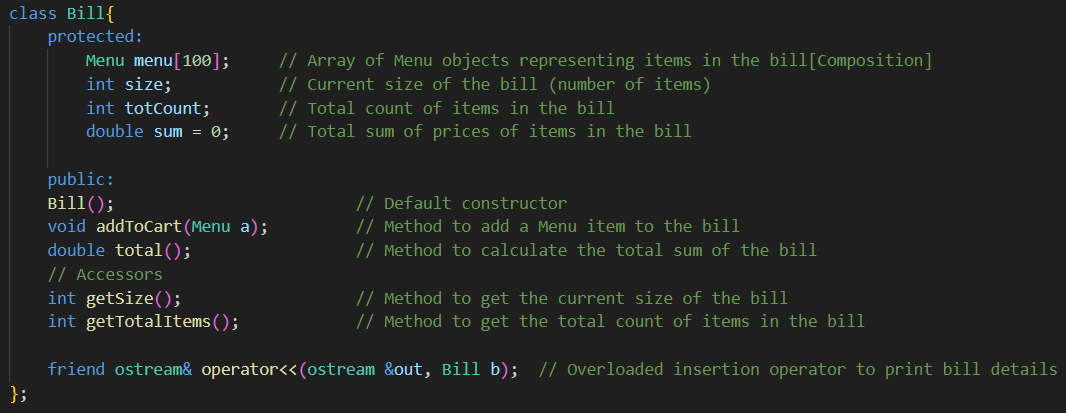 class Bill{
protected:
Menu menu[100]; // Array of Menu objects representing items in the bill[Composition]
int size; // Current size of the bill (number of items)
int totCount; // Total count of items in the bill
double sum = 0; // Total sum of prices of items in the bill
public:
Bill(); // Default constructor
void addToCart(Menu a); // Method to add a Menu item to the bill
double total(); // Method to calculate the total sum of the bill
// Accessors
int getSize(); // Method to get the current size of the bill
int getTotalItems(); // Method to get the total count of items in the bill
friend ostream& operator<<(ostream &out, Bill b); // Overloaded insertion operator to print bill details
};